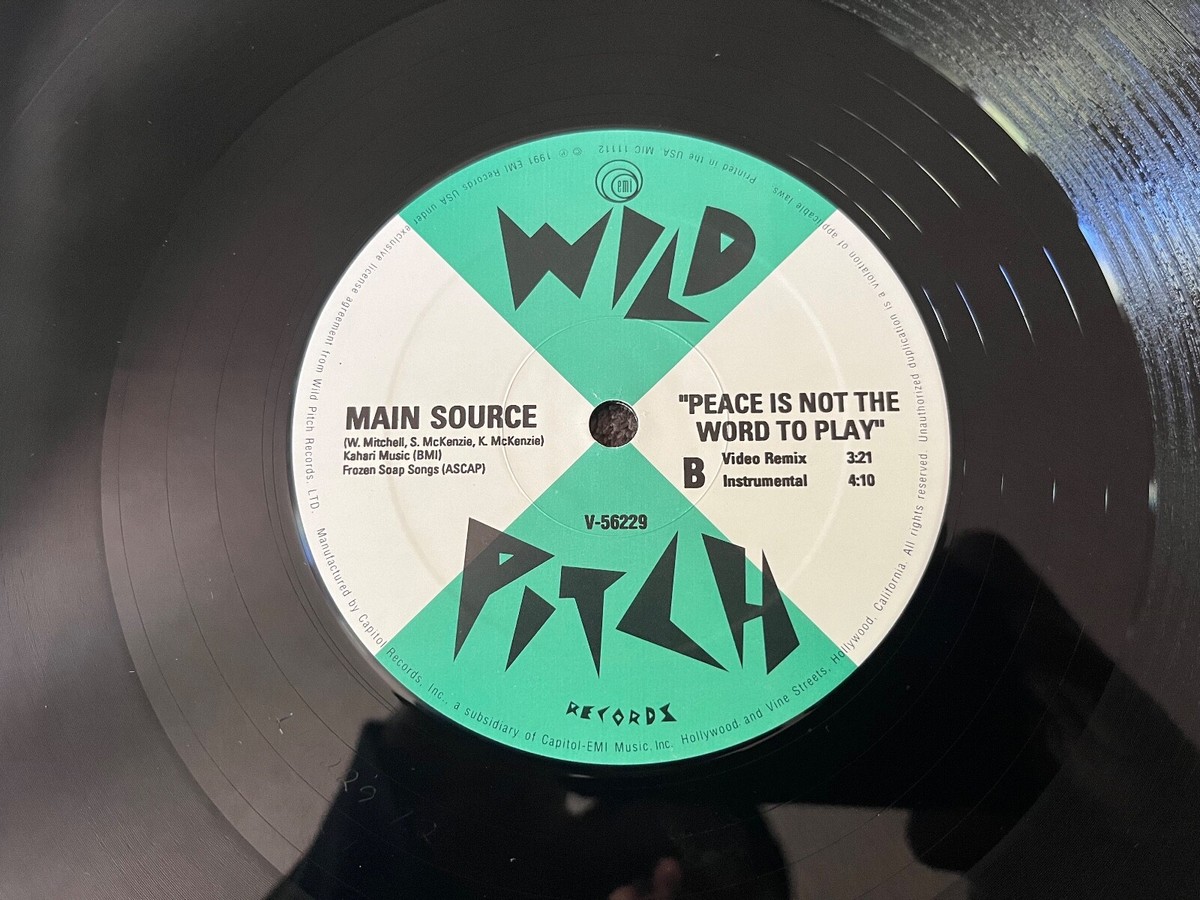 emi
WILD
MAIN SOURCE
(W. Mitchell, S. McKenzie, K. McKenzie)
Kahari Music (BMI)
Frozen Soap Songs (ASCAP)
"PEACE IS NOT THE
WORD TO PLAY"
B
Video Remix 3:21
Instrumental 4:10
V-56229
PITCH
RECORDS
℗ © 1991 EMI Records USA under exclusive license agreement from Wild Pitch Records, LTD. Manufactured by Capitol Records, Inc., a subsidiary of Capitol-EMI Music, Inc. Hollywood and Vine Streets, Hollywood, California. All rights reserved. Unauthorized duplication is a violation of applicable laws. Printed in the USA. MIC 11112